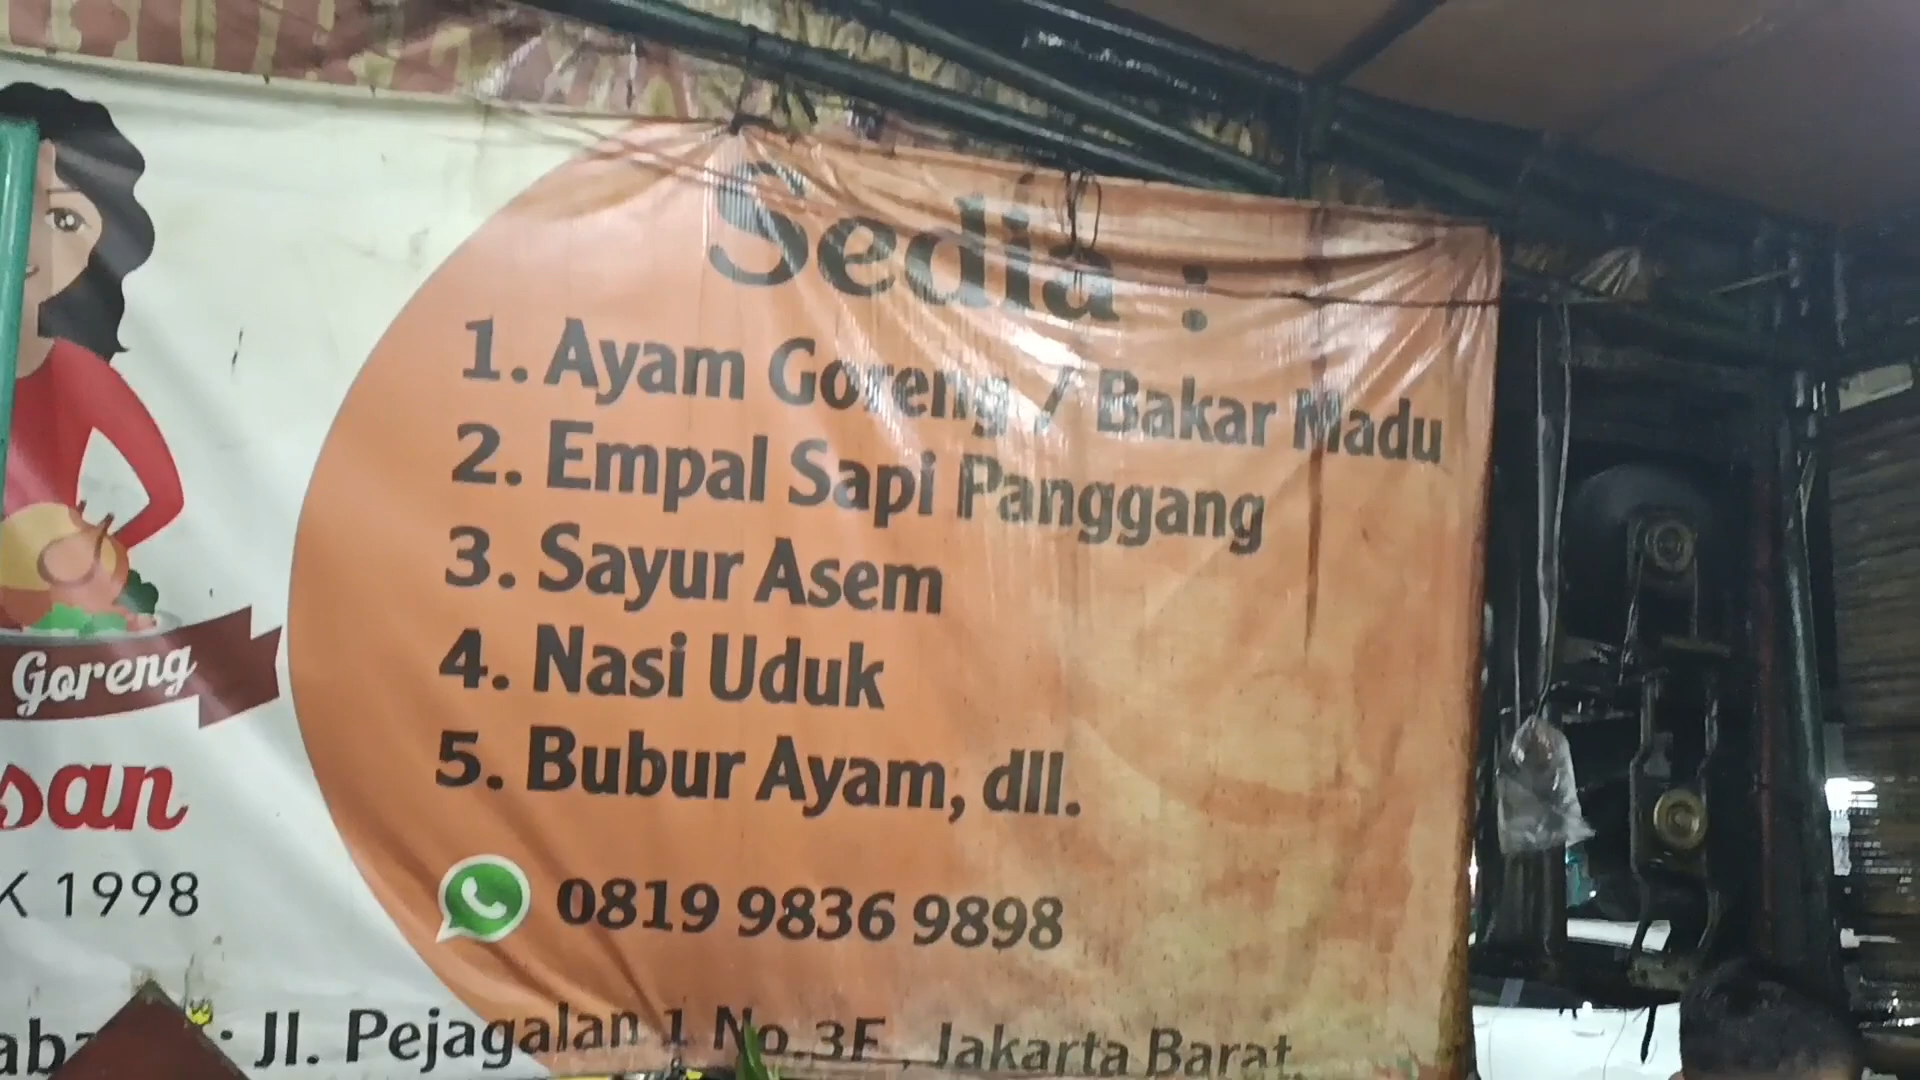 Sedia :
1. Ayam Goreng / Bakar Madu
2. Empal Sapi Panggang
3. Sayur Asem
4. Nasi Uduk
5. Bubur Ayam, dll.
0819 9836 9898
Goreng
san
K 1998
: Jl. Pejagalan 1 No.3F, Jakarta Barat.